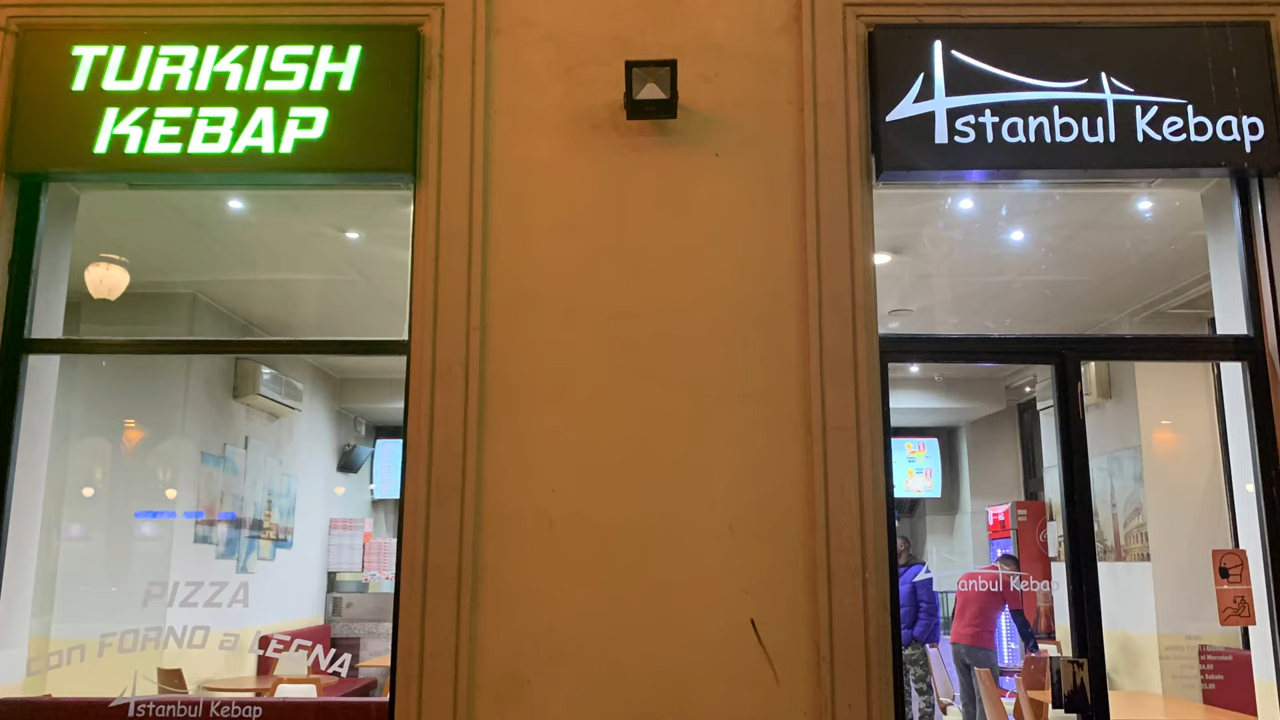 TURKISH
KEBAP
Istanbul Kebap
PIZZA
con FORNO a LEGNA
Istanbul Kebap
Istanbul Kebap